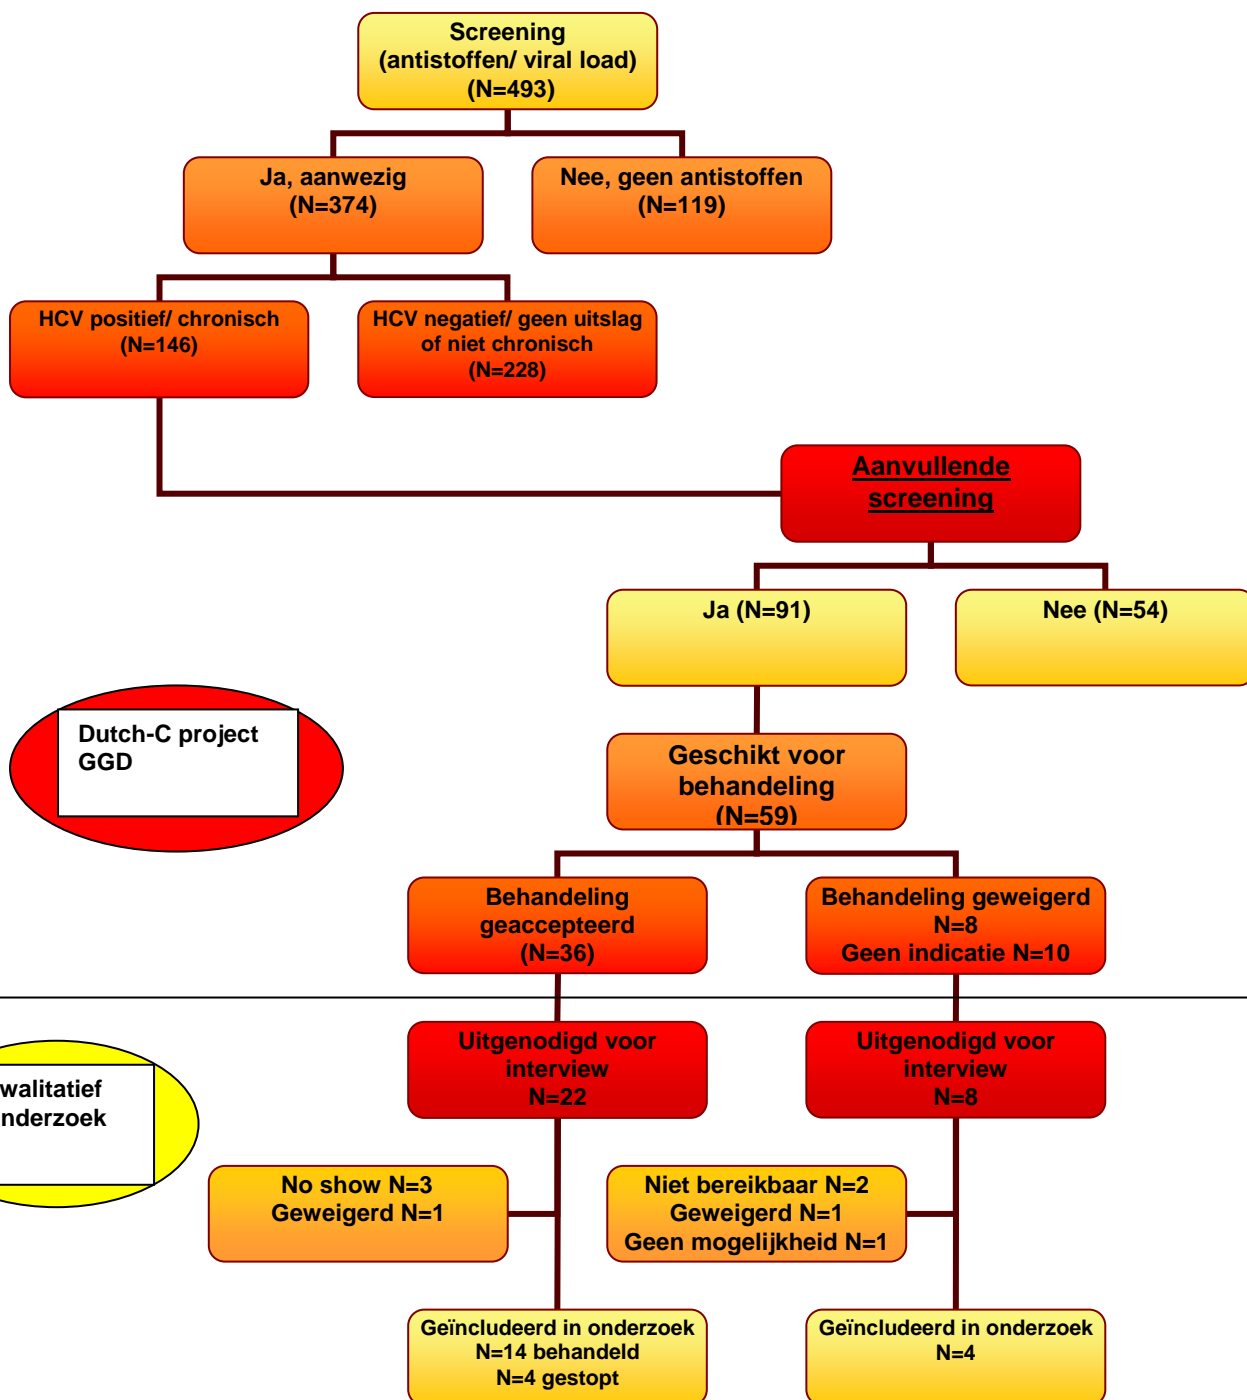 Screening
(antistoffen/ viral load)
(N=493)
Ja, aanwezig
(N=374)
Nee, geen antistoffen
(N=119)
HCV positief/ chronisch
(N=146)
HCV negatief/ geen uitslag
of niet chronisch
(N=228)
Aanvullende
screening
Ja (N=91)
Nee (N=54)
Dutch-C project
GGD
Geschikt voor
behandeling
(N=59)
Behandeling
geaccepteerd
(N=36)
Behandeling geweigerd
N=8
Geen indicatie N=10
Uitgenodigd voor
interview
N=22
Uitgenodigd voor
interview
N=8
walitatief
nderzoek
No show N=3
Geweigerd N=1
Niet bereikbaar N=2
Geweigerd N=1
Geen mogelijkheid N=1
Geïncludeerd in onderzoek
N=14 behandeld
N=4 gestopt
Geïncludeerd in onderzoek
N=4